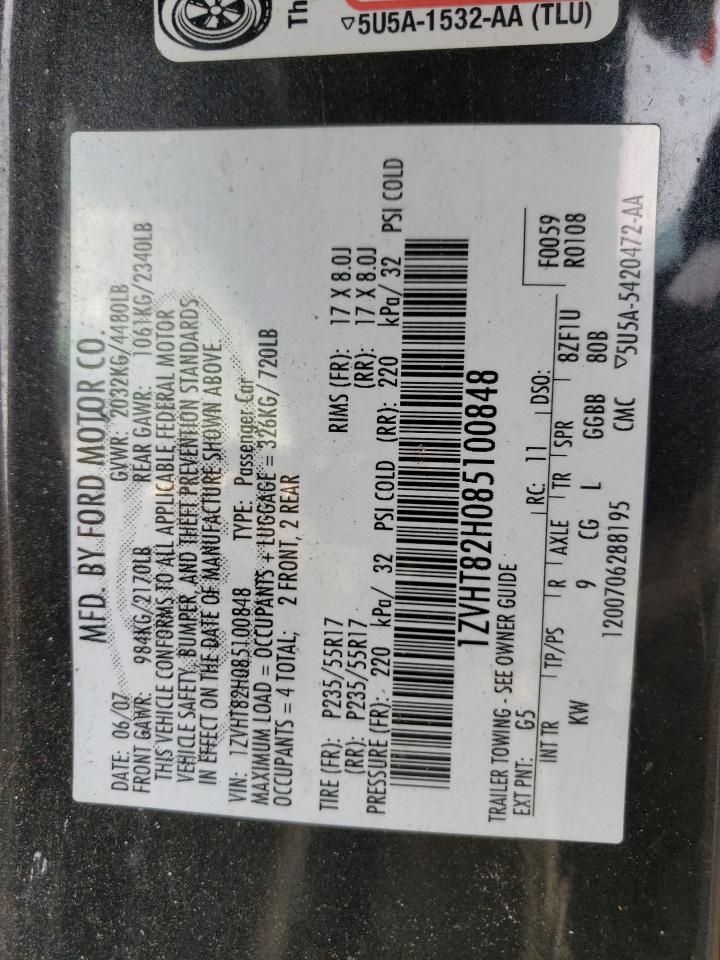 Th
▽5U5A-1532-AA (TLU)
MFD. BY FORD MOTOR CO.
DATE: 06/07 GVWR: 2032KG/4480LB
FRONT GAWR: 984KG/2170LB REAR GAWR: 1061KG/2340LB
THIS VEHICLE CONFORMS TO ALL APPLICABLE FEDERAL MOTOR
VEHICLE SAFETY, BUMPER, AND THEFT PREVENTION STANDARDS
IN EFFECT ON THE DATE OF MANUFACTURE SHOWN ABOVE.
VIN: 1ZVHT82H085100848 TYPE: Passenger Car
MAXIMUM LOAD = OCCUPANTS + LUGGAGE = 326KG/ 720LB
OCCUPANTS = 4 TOTAL; 2 FRONT, 2 REAR
TIRE (FR): P235/55R17 RIMS (FR): 17 X 8.0J
(RR): P235/55R17 (RR): 17 X 8.0J
PRESSURE (FR): 220 kPa/ 32 PSI COLD (RR): 220 kPa/ 32 PSI COLD
1ZVHT82H085100848
TRAILER TOWING - SEE OWNER GUIDE
EXT PNT: G5 RC: 11 DSO: F0059
R0108
INT TR TP/PS R AXLE TR SPR 8ZF1U
KW 9 CG L GGBB 80B
1200706288195 CMC ▽5U5A-5420472-AA